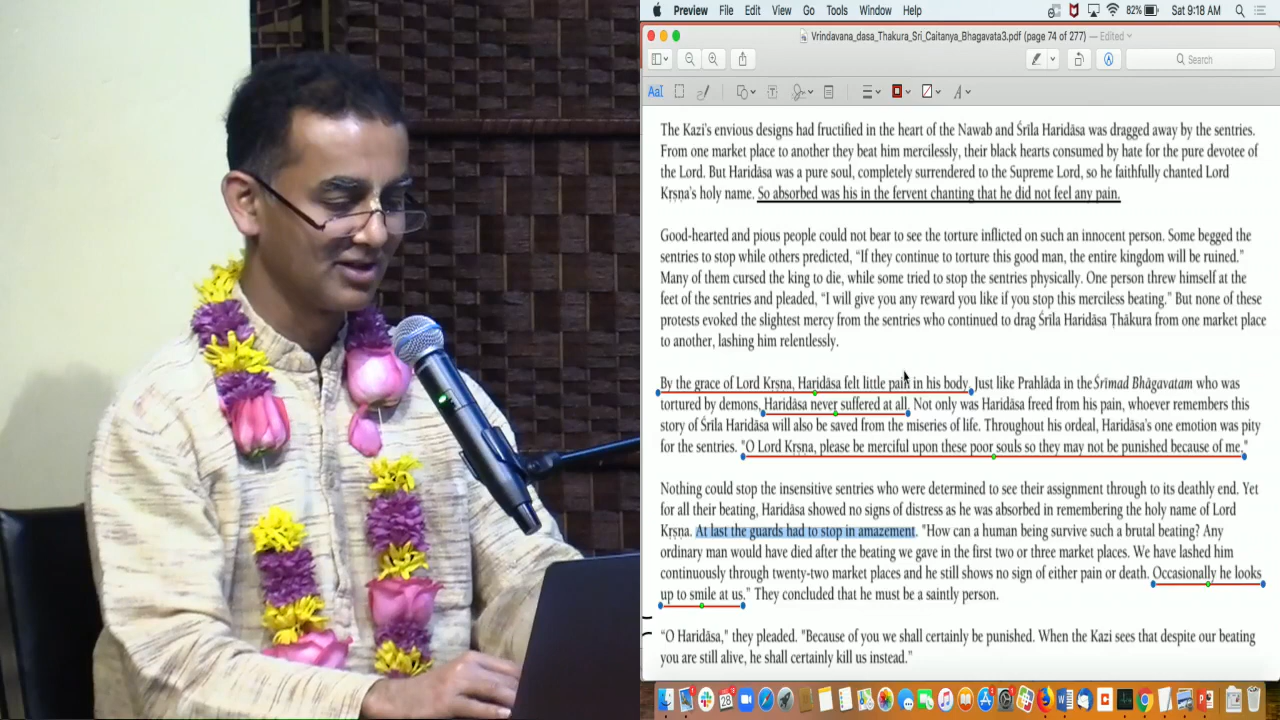 Preview File Edit View Go Tools Window Help 82% Sat 9:18 AM
Vrindavana_dasa_Thakura_Sri_Caitanya_Bhagavata3.pdf (page 74 of 277) — Edited
Search
AaI T A
The Kazi's envious designs had fructified in the heart of the Nawab and Śrīla Haridāsa was dragged away by the sentries.
From one market place to another they beat him mercilessly, their black hearts consumed by hate for the pure devotee of
the Lord. But Haridāsa was a pure soul, completely surrendered to the Supreme Lord, so he faithfully chanted Lord
Kṛṣṇa's holy name. So absorbed was his in the fervent chanting that he did not feel any pain.
Good-hearted and pious people could not bear to see the torture inflicted on such an innocent person. Some begged the
sentries to stop while others predicted, “If they continue to torture this good man, the entire kingdom will be ruined.”
Many of them cursed the king to die, while some tried to stop the sentries physically. One person threw himself at the
feet of the sentries and pleaded, “I will give you any reward you like if you stop this merciless beating.” But none of these
protests evoked the slightest mercy from the sentries who continued to drag Śrīla Haridāsa Ṭhākura from one market place
to another, lashing him relentlessly.
By the grace of Lord Kṛṣṇa, Haridāsa felt little pain in his body. Just like Prahlāda in the Śrīmad Bhāgavatam who was
tortured by demons, Haridāsa never suffered at all. Not only was Haridāsa freed from his pain, whoever remembers this
story of Śrīla Haridāsa will also be saved from the miseries of life. Throughout his ordeal, Haridāsa's one emotion was pity
for the sentries. "O Lord Kṛṣṇa, please be merciful upon these poor souls so they may not be punished because of me."
Nothing could stop the insensitive sentries who were determined to see their assignment through to its deathly end. Yet
for all their beating, Haridāsa showed no signs of distress as he was absorbed in remembering the holy name of Lord
Kṛṣṇa. At last the guards had to stop in amazement. "How can a human being survive such a brutal beating? Any
ordinary man would have died after the beating we gave in the first two or three market places. We have lashed him
continuously through twenty-two market places and he still shows no sign of either pain or death. Occasionally he looks
up to smile at us." They concluded that he must be a saintly person.
“O Haridāsa," they pleaded. "Because of you we shall certainly be punished. When the Kazi sees that despite our beating
you are still alive, he shall certainly kill us instead."